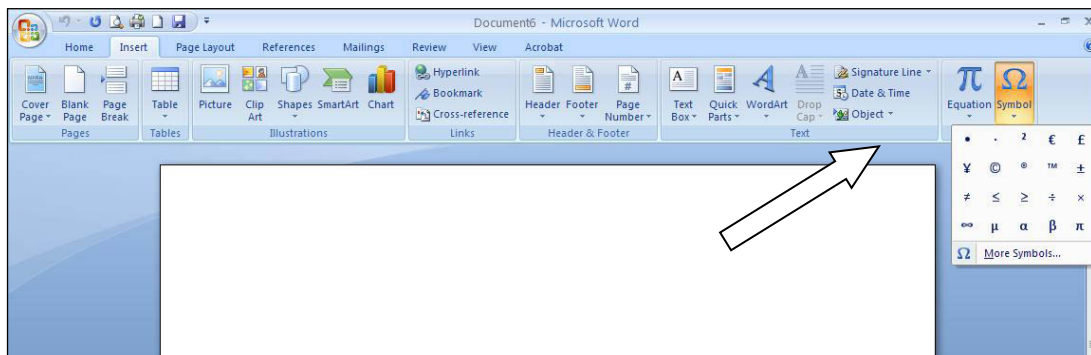 Document6 - Microsoft Word
Home Insert Page Layout References Mailings Review View Acrobat
Cover Page
Blank Page
Page Break
Pages
Table
Tables
Picture
Clip Art
Shapes
SmartArt
Chart
Illustrations
Hyperlink
Bookmark
Cross-reference
Links
Header
Footer
Page Number
Header & Footer
Text Box
Quick Parts
WordArt
Drop Cap
Signature Line
Date & Time
Object
Text
π
Equation
Ω
Symbol
• · ² € £
¥ © ® ™ ±
≠ ≤ ≥ ÷ ×
∞ µ α β π
Ω More Symbols...